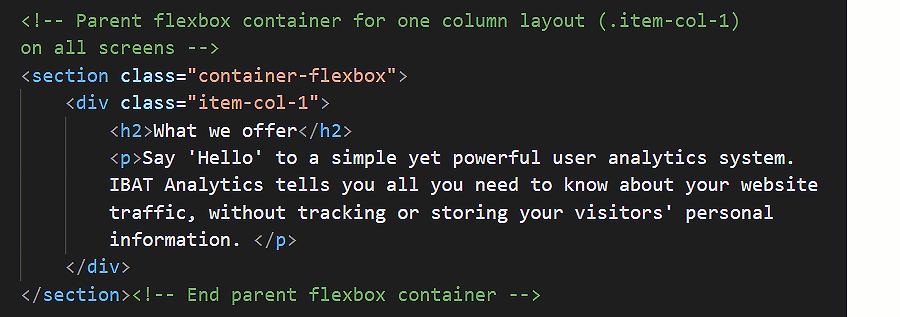 <!-- Parent flexbox container for one column layout (.item-col-1)
on all screens -->
<section class="container-flexbox">
<div class="item-col-1">
<h2>What we offer</h2>
<p>Say 'Hello' to a simple yet powerful user analytics system.
IBAT Analytics tells you all you need to know about your website
traffic, without tracking or storing your visitors' personal
information. </p>
</div>
</section><!-- End parent flexbox container -->